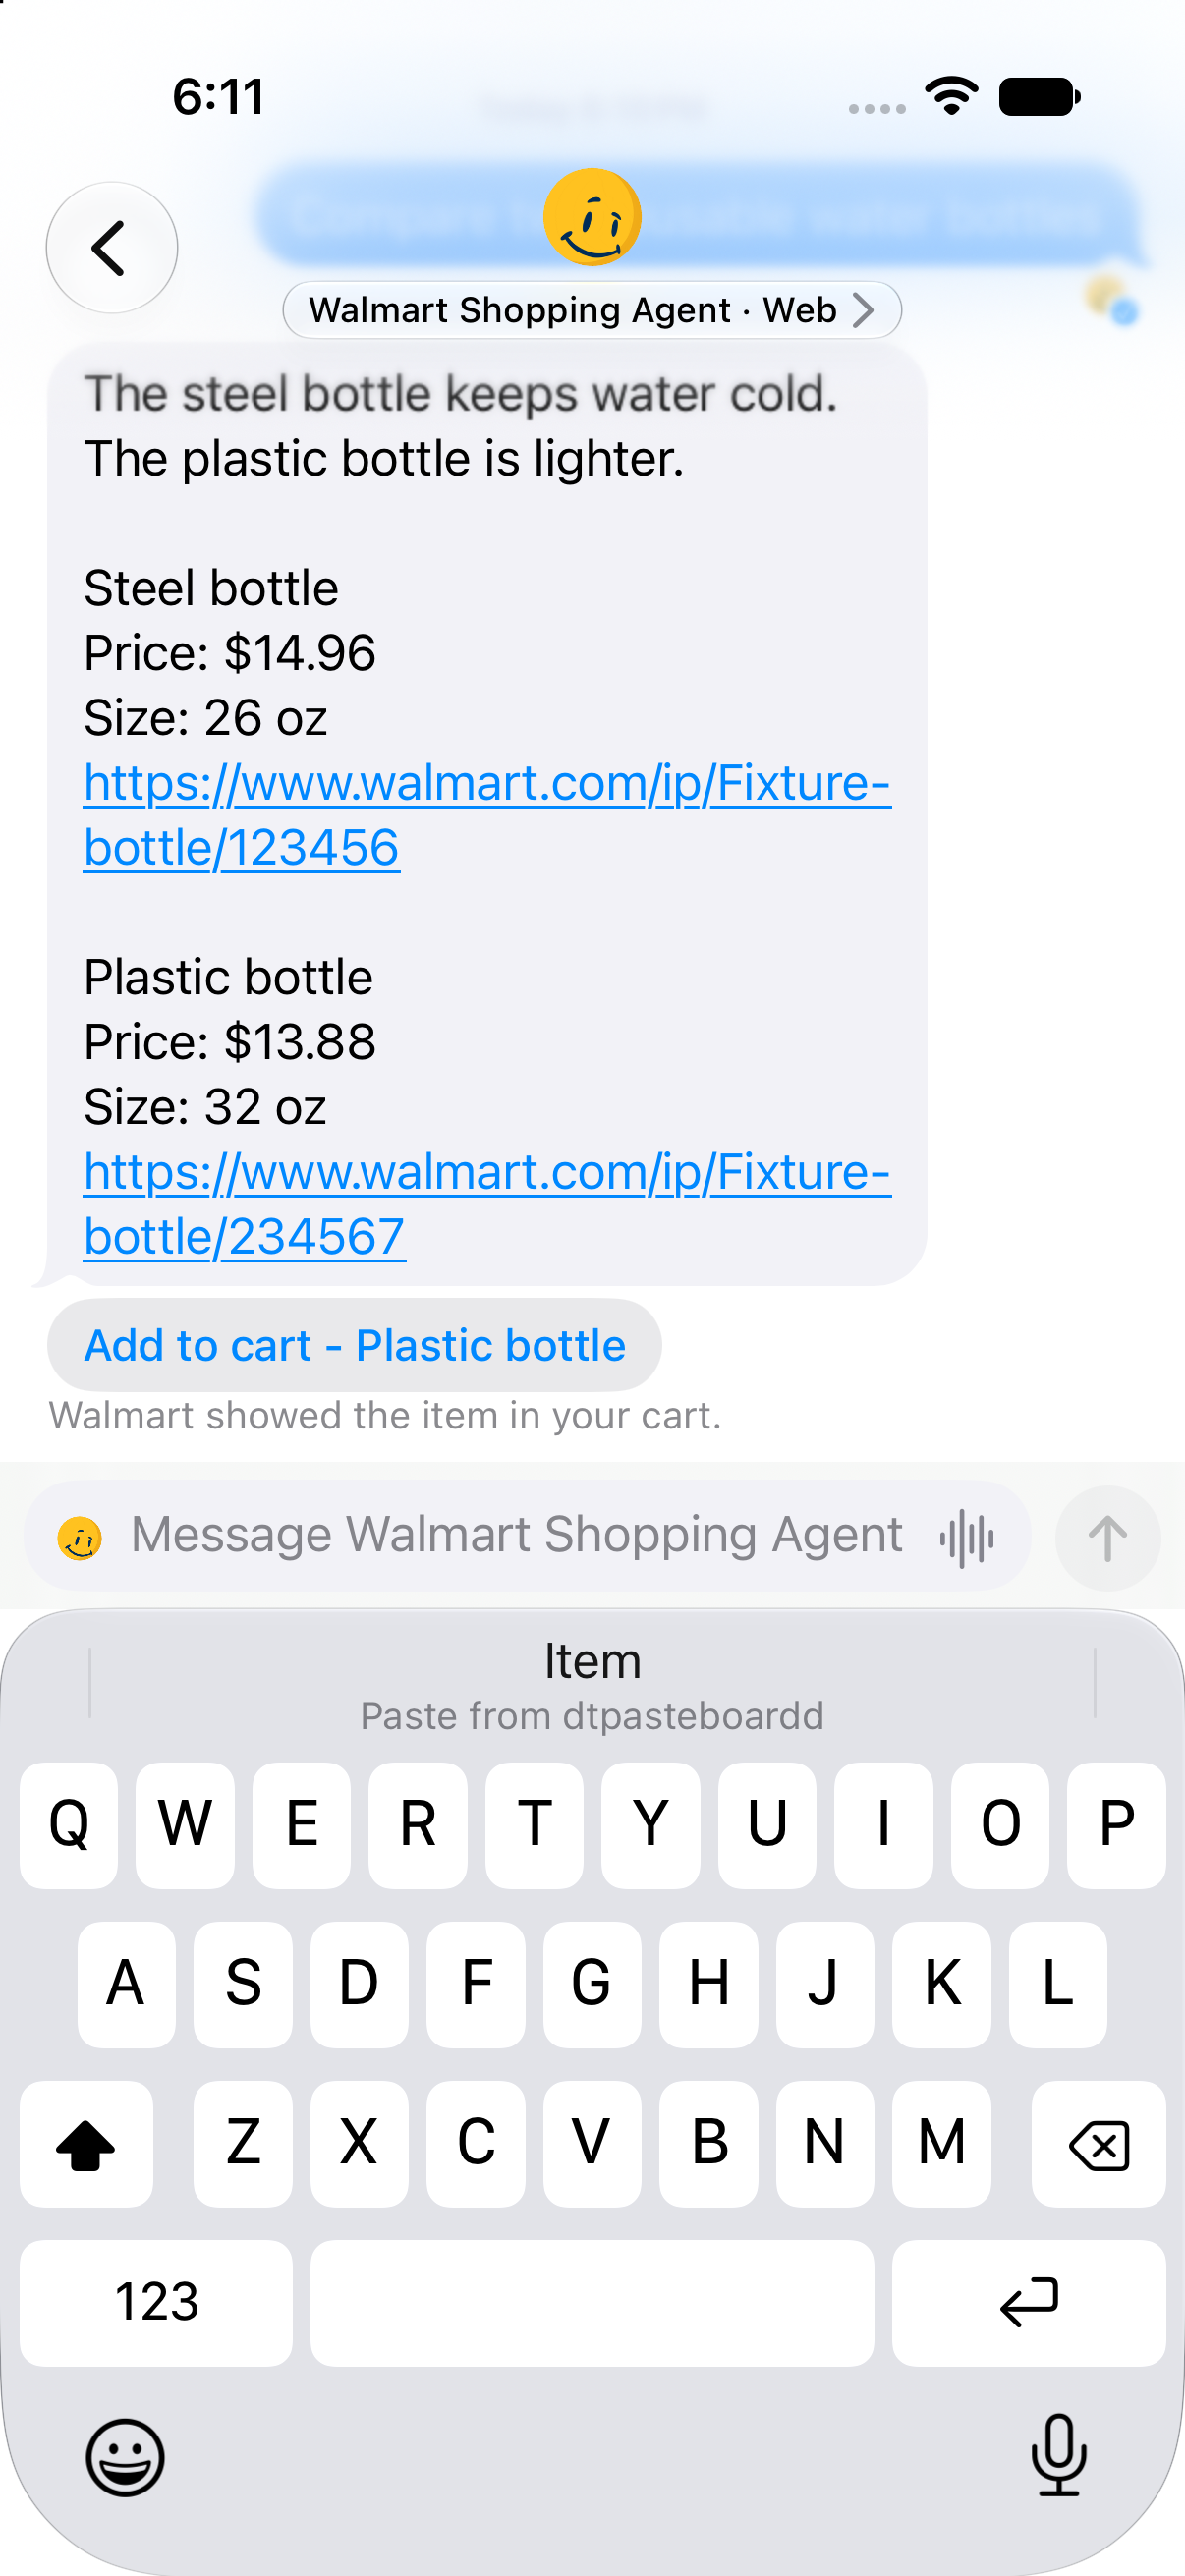 6:11
Walmart Shopping Agent · Web
The steel bottle keeps water cold.
The plastic bottle is lighter.
Steel bottle
Price: $14.96
Size: 26 oz
https://www.walmart.com/ip/Fixture-
bottle/123456
Plastic bottle
Price: $13.88
Size: 32 oz
https://www.walmart.com/ip/Fixture-
bottle/234567
Add to cart - Plastic bottle
Walmart showed the item in your cart.
Message Walmart Shopping Agent
Item
Paste from dtpasteboardd
Q W E R T Y U I O P
A S D F G H J K L
Z X C V B N M
123